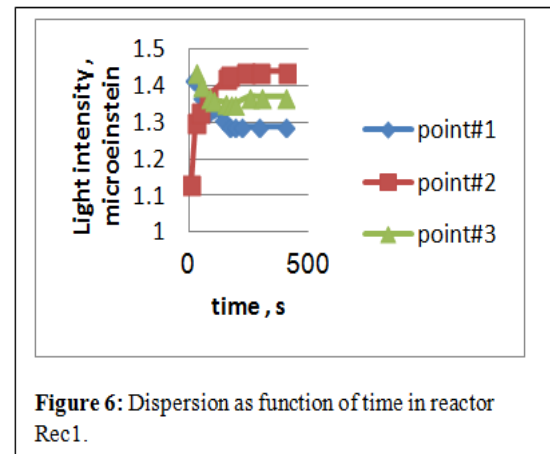 1.5
1.4
1.3
1.2
1.1
1
Light intensity,
microeinstein
0 500
time , s
point#1
point#2
point#3
Figure 6: Dispersion as function of time in reactor
Rec1.